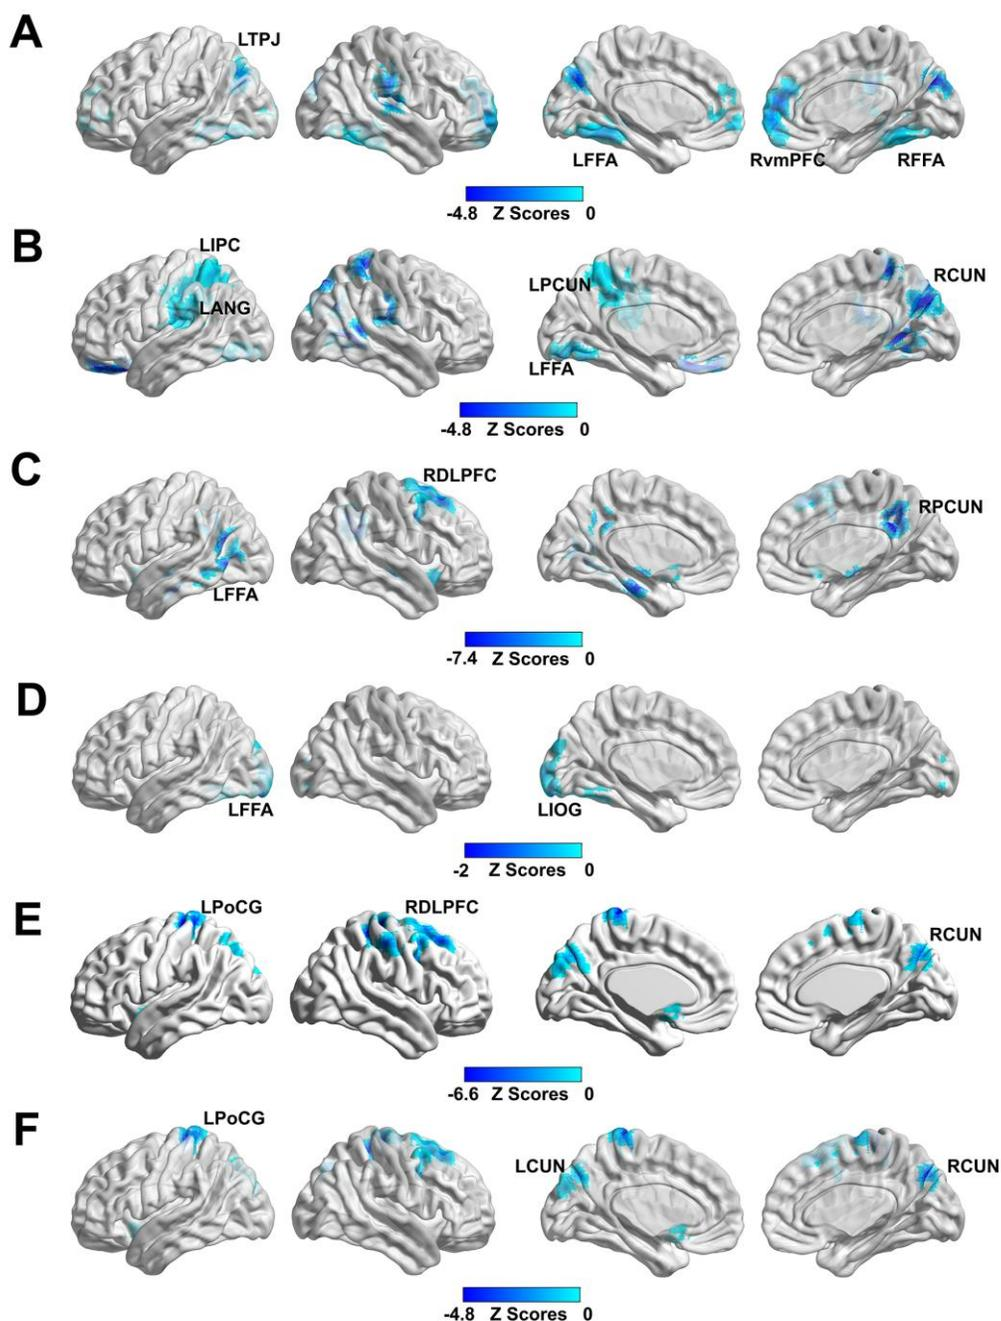 A
LTPJ
LFFA
RvmPFC
RFFA
-4.8 Z Scores 0
B
LIPC
LANG
LPCUN
RCUN
LFFA
-4.8 Z Scores 0
C
RDLPFC
RPCUN
LFFA
-7.4 Z Scores 0
D
LFFA
LIOG
-2 Z Scores 0
E
LPoCG
RDLPFC
RCUN
-6.6 Z Scores 0
F
LPoCG
LCUN
RCUN
-4.8 Z Scores 0